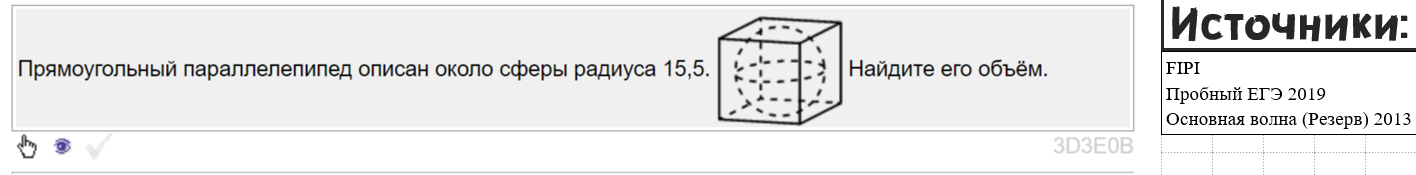 Прямоугольный параллелепипед описан около сферы радиуса 15,5. Найдите его объём.
3D3E0B
Источники:
FIPI
Пробный ЕГЭ 2019
Основная волна (Резерв) 2013